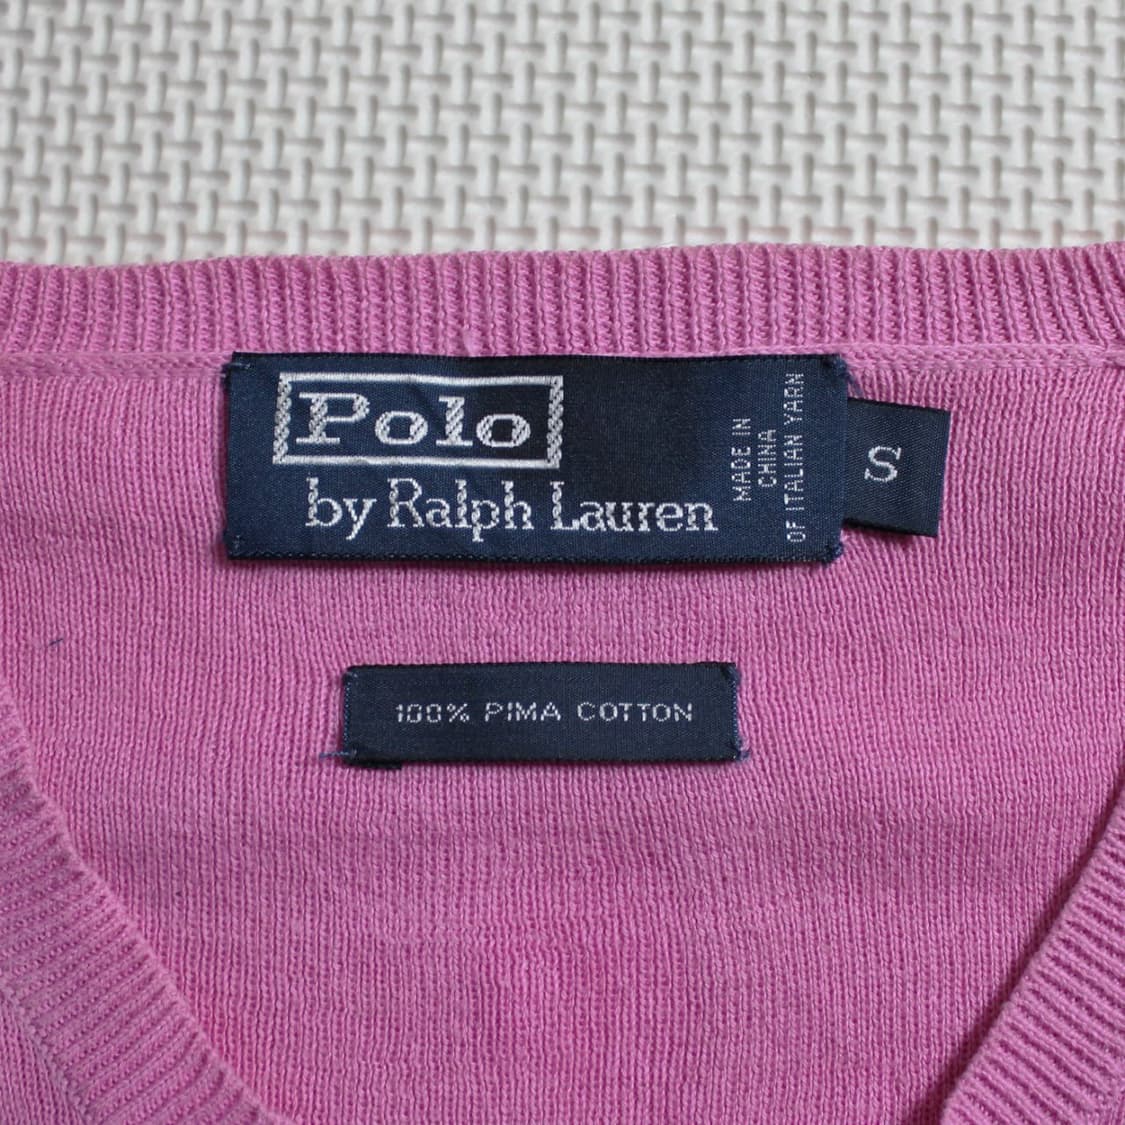 Polo
by Ralph Lauren
MADE IN
CHINA
OF ITALIAN YARN
S
100% PIMA COTTON